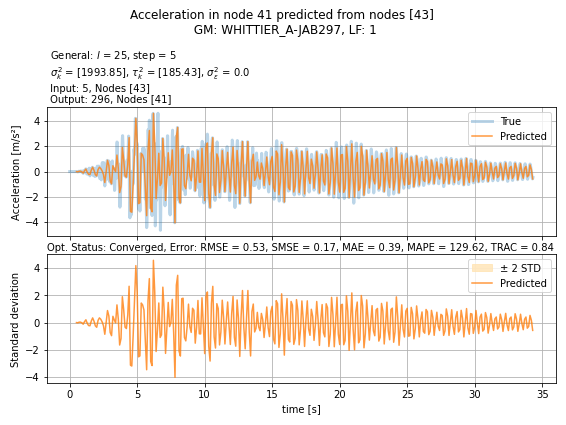 Acceleration in node 41 predicted from nodes [43]
GM: WHITTIER_A-JAB297, LF: 1
General: l = 25, step = 5
σ²ₖ = [1993.85], τ²ₖ = [185.43], σ²ε = 0.0
Input: 5, Nodes [43]
Output: 296, Nodes [41]
Acceleration [m/s²]
4
2
0
−2
−4
True
Predicted
Opt. Status: Converged, Error: RMSE = 0.53, SMSE = 0.17, MAE = 0.39, MAPE = 129.62, TRAC = 0.84
Standard deviation
4
2
0
−2
−4
± 2 STD
Predicted
0 5 10 15 20 25 30 35
time [s]